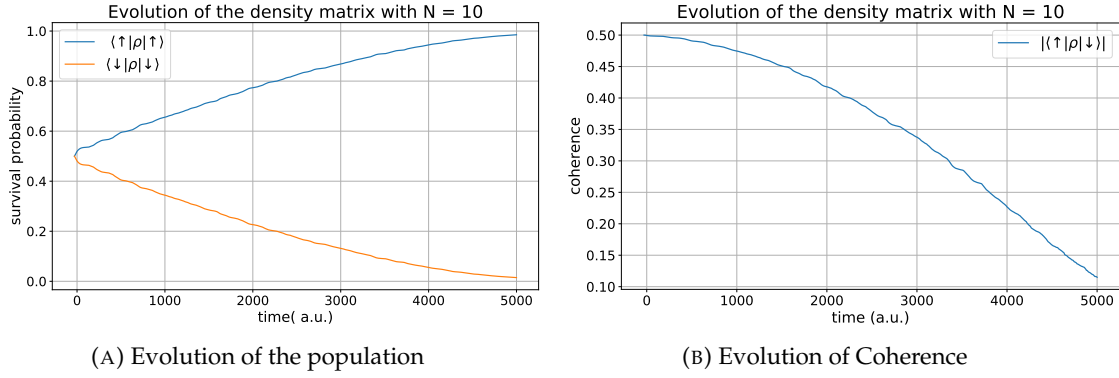 Evolution of the density matrix with N = 10
survival probability
1.0
0.8
0.6
0.4
0.2
0.0
⟨↑|ρ|↑⟩
⟨↓|ρ|↓⟩
0 1000 2000 3000 4000 5000
time( a.u.)
(A) Evolution of the population
Evolution of the density matrix with N = 10
coherence
0.50
0.45
0.40
0.35
0.30
0.25
0.20
0.15
0.10
|⟨↑|ρ|↓⟩|
0 1000 2000 3000 4000 5000
time (a.u.)
(B) Evolution of Coherence